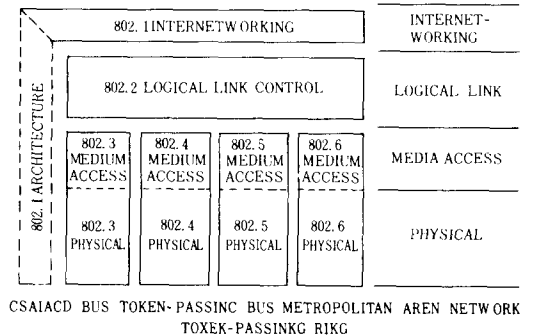 802.1 INTERNETWORKING
INTERNET-
WORKING
802.1 ARCHITECTURE
802.2 LOGICAL LINK CONTROL
LOGICAL LINK
802.3
MEDIUM
ACCESS
802.4
MEDIUM
ACCESS
802.5
MEDIUM
ACCESS
802.6
MEDIUM
ACCESS
MEDIA ACCESS
802.3
PHYSICAL
802.4
PHYSICAL
802.5
PHYSICAL
802.6
PHYSICAL
PHYSICAL
CSAIACD BUS TOKEN-PASSINC BUS METROPOLITAN AREN NETWORK
TOXEK-PASSINKG RIKG